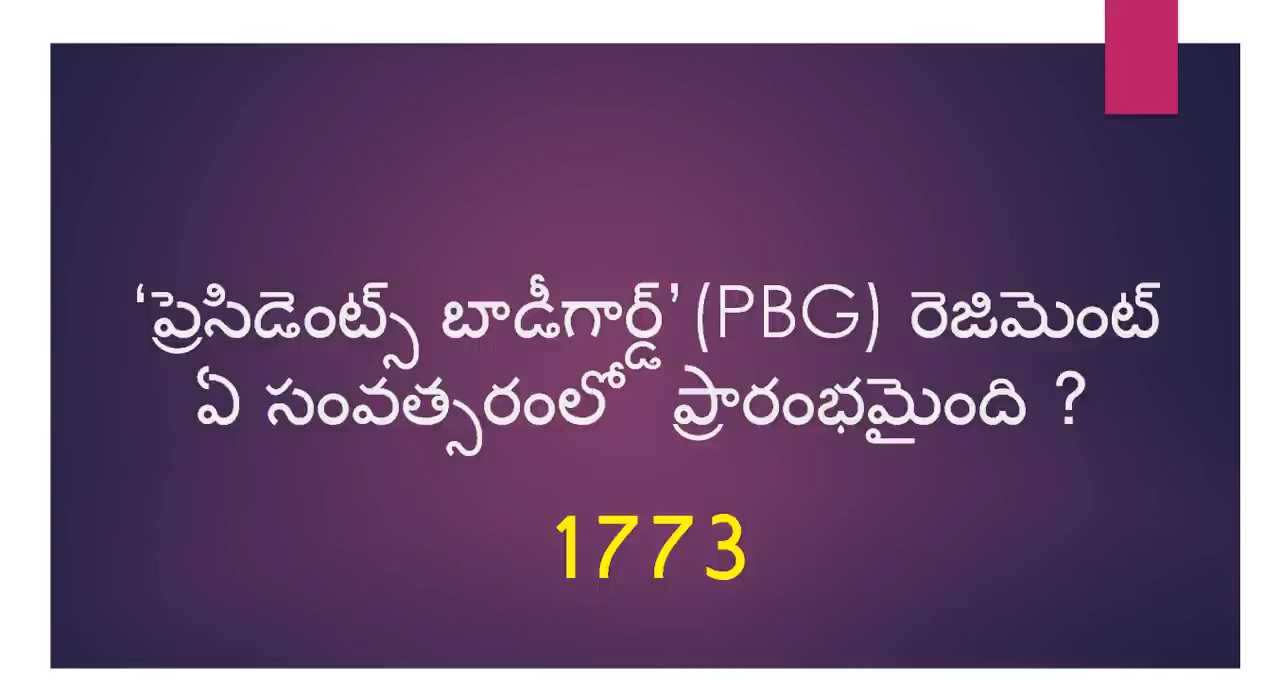 ‘ప్రెసిడెంట్స్ బాడీగార్డ్’(PBG) రెజిమెంట్
ఏ సంవత్సరంలో ప్రారంభమైంది ?
1773